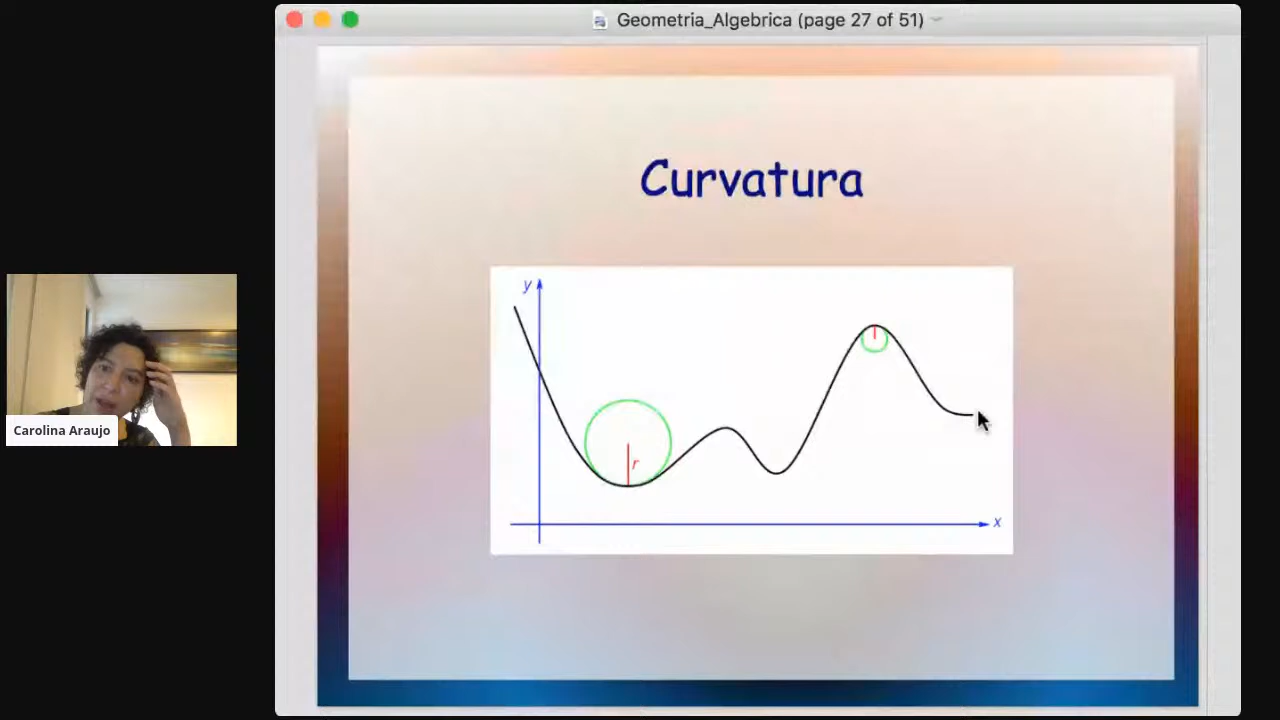 Geometria_Algebrica (page 27 of 51)
Curvatura
y
r
x
Carolina Araujo